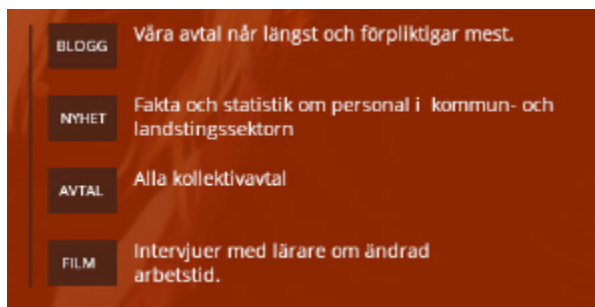 BLOGG
Våra avtal når längst och förpliktigar mest.
NYHET
Fakta och statistik om personal i kommun- och
landstingssektorn
AVTAL
Alla kollektivavtal
FILM
Intervjuer med lärare om ändrad
arbetstid.